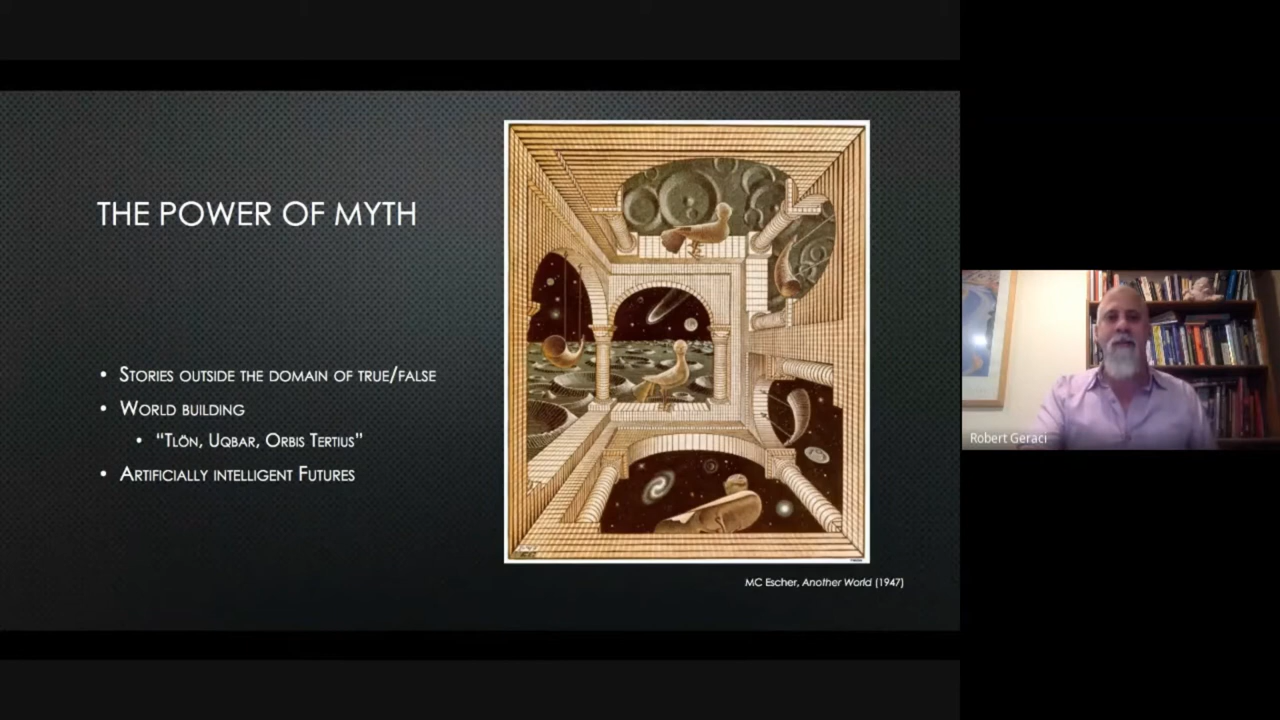 THE POWER OF MYTH
• STORIES OUTSIDE THE DOMAIN OF TRUE/FALSE
• WORLD BUILDING
• “TLÖN, UQBAR, ORBIS TERTIUS”
• ARTIFICIALLY INTELLIGENT FUTURES
MC Escher, Another World (1947)
Robert Geraci